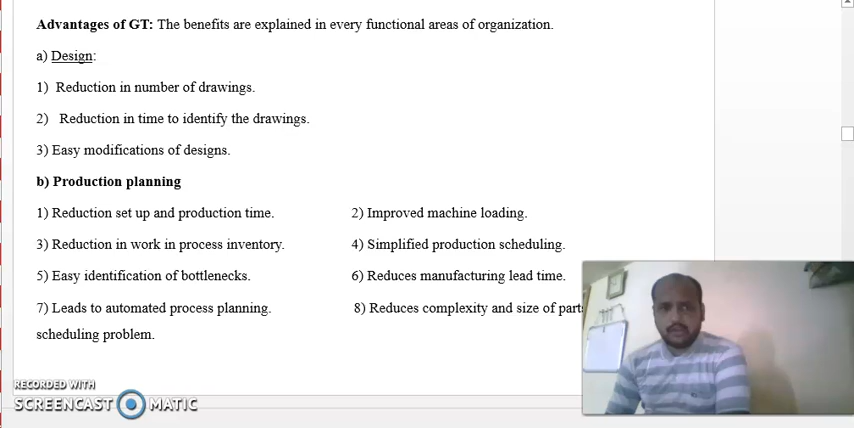 Advantages of GT: The benefits are explained in every functional areas of organization.
a) Design:
1) Reduction in number of drawings.
2) Reduction in time to identify the drawings.
3) Easy modifications of designs.
b) Production planning
1) Reduction set up and production time. 2) Improved machine loading.
3) Reduction in work in process inventory. 4) Simplified production scheduling.
5) Easy identification of bottlenecks. 6) Reduces manufacturing lead time.
7) Leads to automated process planning. 8) Reduces complexity and size of part
scheduling problem.
RECORDED WITH
SCREENCAST MATIC